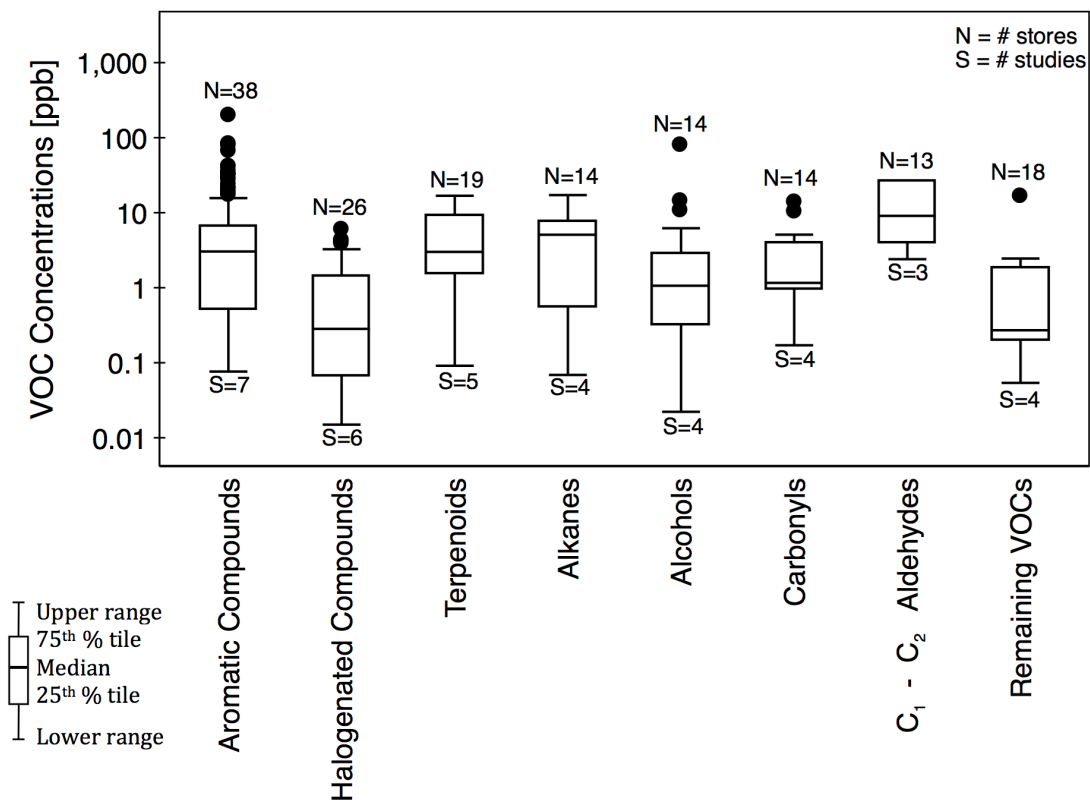 N = # stores
S = # studies
VOC Concentrations [ppb]
1,000
100
10
1
0.1
0.01
N=38
N=26
N=19
N=14
N=14
N=14
N=13
N=18
S=7
S=6
S=5
S=4
S=4
S=4
S=3
S=4
Aromatic Compounds
Halogenated Compounds
Terpenoids
Alkanes
Alcohols
Carbonyls
C₁ - C₂ Aldehydes
Remaining VOCs
Upper range
75ᵗʰ % tile
Median
25ᵗʰ % tile
Lower range